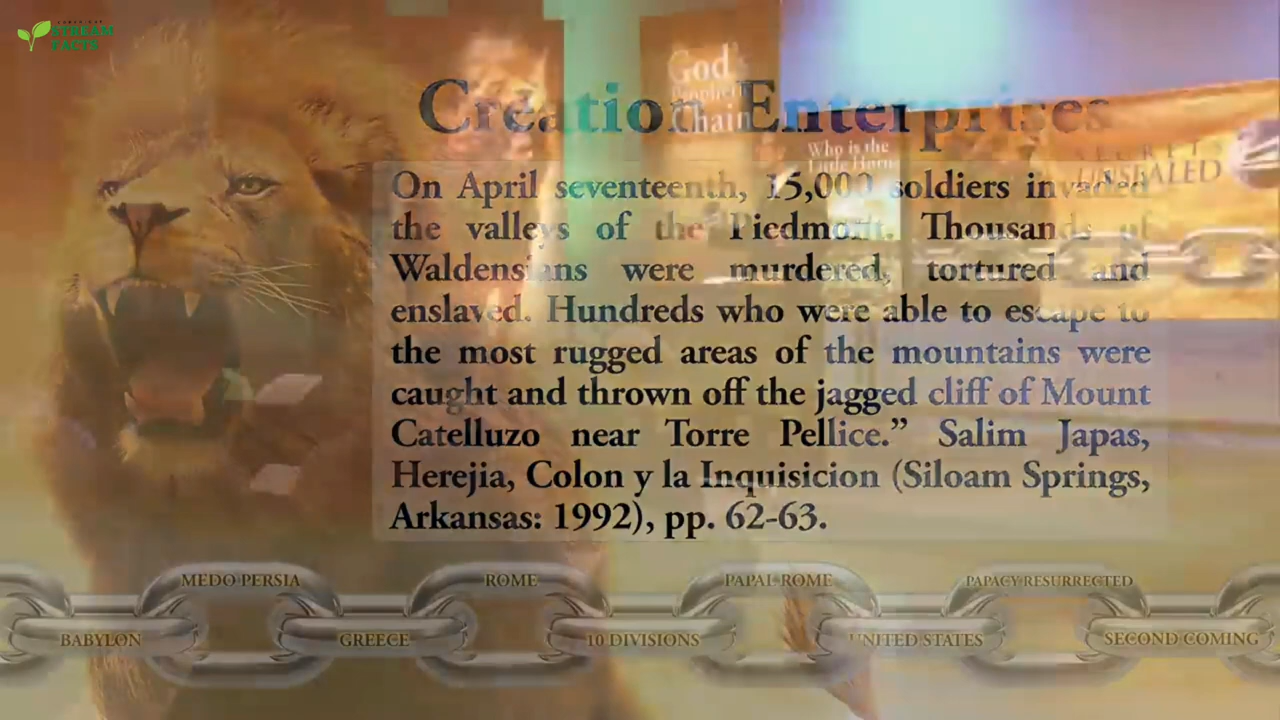 STREAM
FACTS
God's
Prophetic
Chain
Creation Enterprises
Who is the
Little Horn
SECRETS
UNSEALED
On April seventeenth, 15,000 soldiers invaded
the valleys of the Piedmont. Thousands of
Waldensians were murdered, tortured and
enslaved. Hundreds who were able to escape to
the most rugged areas of the mountains were
caught and thrown off the jagged cliff of Mount
Catelluzo near Torre Pellice.” Salim Japas,
Herejia, Colon y la Inquisicion (Siloam Springs,
Arkansas: 1992), pp. 62-63.
MEDO PERSIA ROME PAPAL ROME PAPACY RESURRECTED
BABYLON GREECE 10 DIVISIONS UNITED STATES SECOND COMING